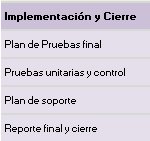 Implementación y Cierre
Plan de Pruebas final
Pruebas unitarias y control
Plan de soporte
Reporte final y cierre